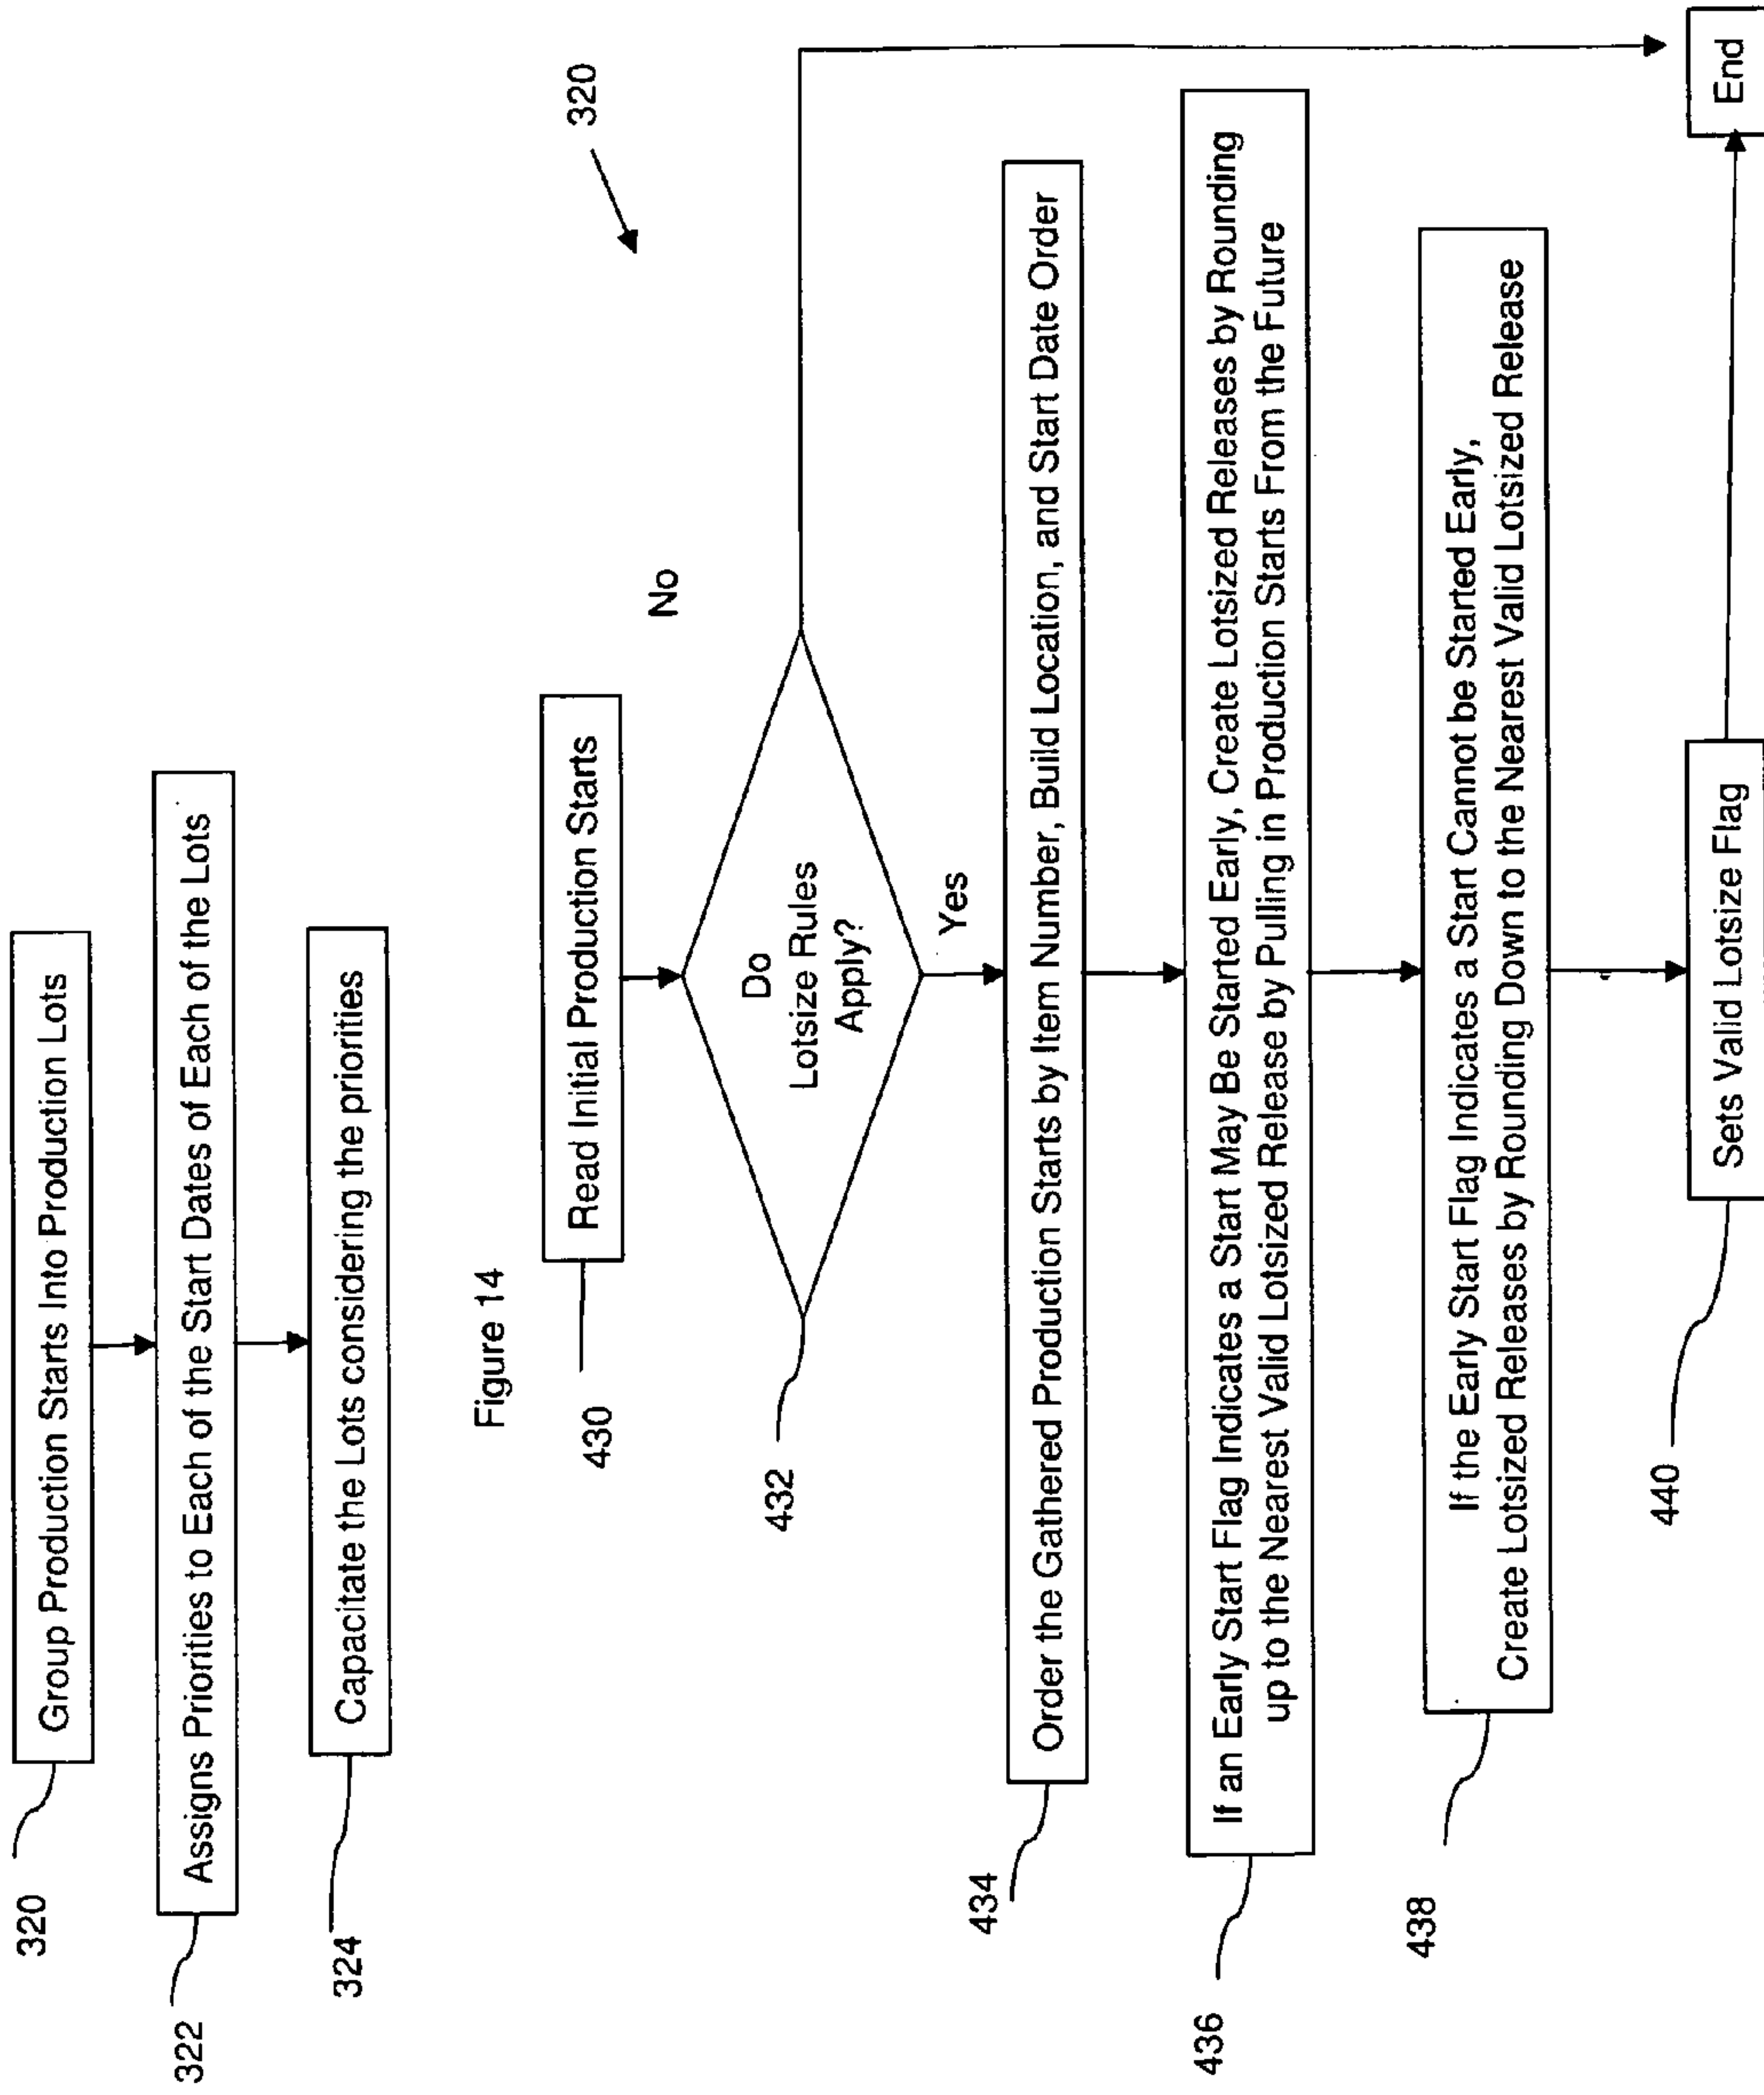 320
Group Production Starts Into Production Lots
322
Assigns Priorities to Each of the Start Dates of Each of the Lots
324
Capacitate the Lots considering the priorities
Figure 14
320
430
Read Initial Production Starts
No
432
Do
Lotsize Rules
Apply?
Yes
434
Order the Gathered Production Starts by Item Number, Build Location, and Start Date Order
436
If an Early Start Flag Indicates a Start May Be Started Early, Create Lotsized Releases by Rounding
up to the Nearest Valid Lotsized Release by Pulling in Production Starts From the Future
438
If the Early Start Flag Indicates a Start Cannot be Started Early,
Create Lotsized Releases by Rounding Down to the Nearest Valid Lotsized Release
440
Sets Valid Lotsize Flag
End